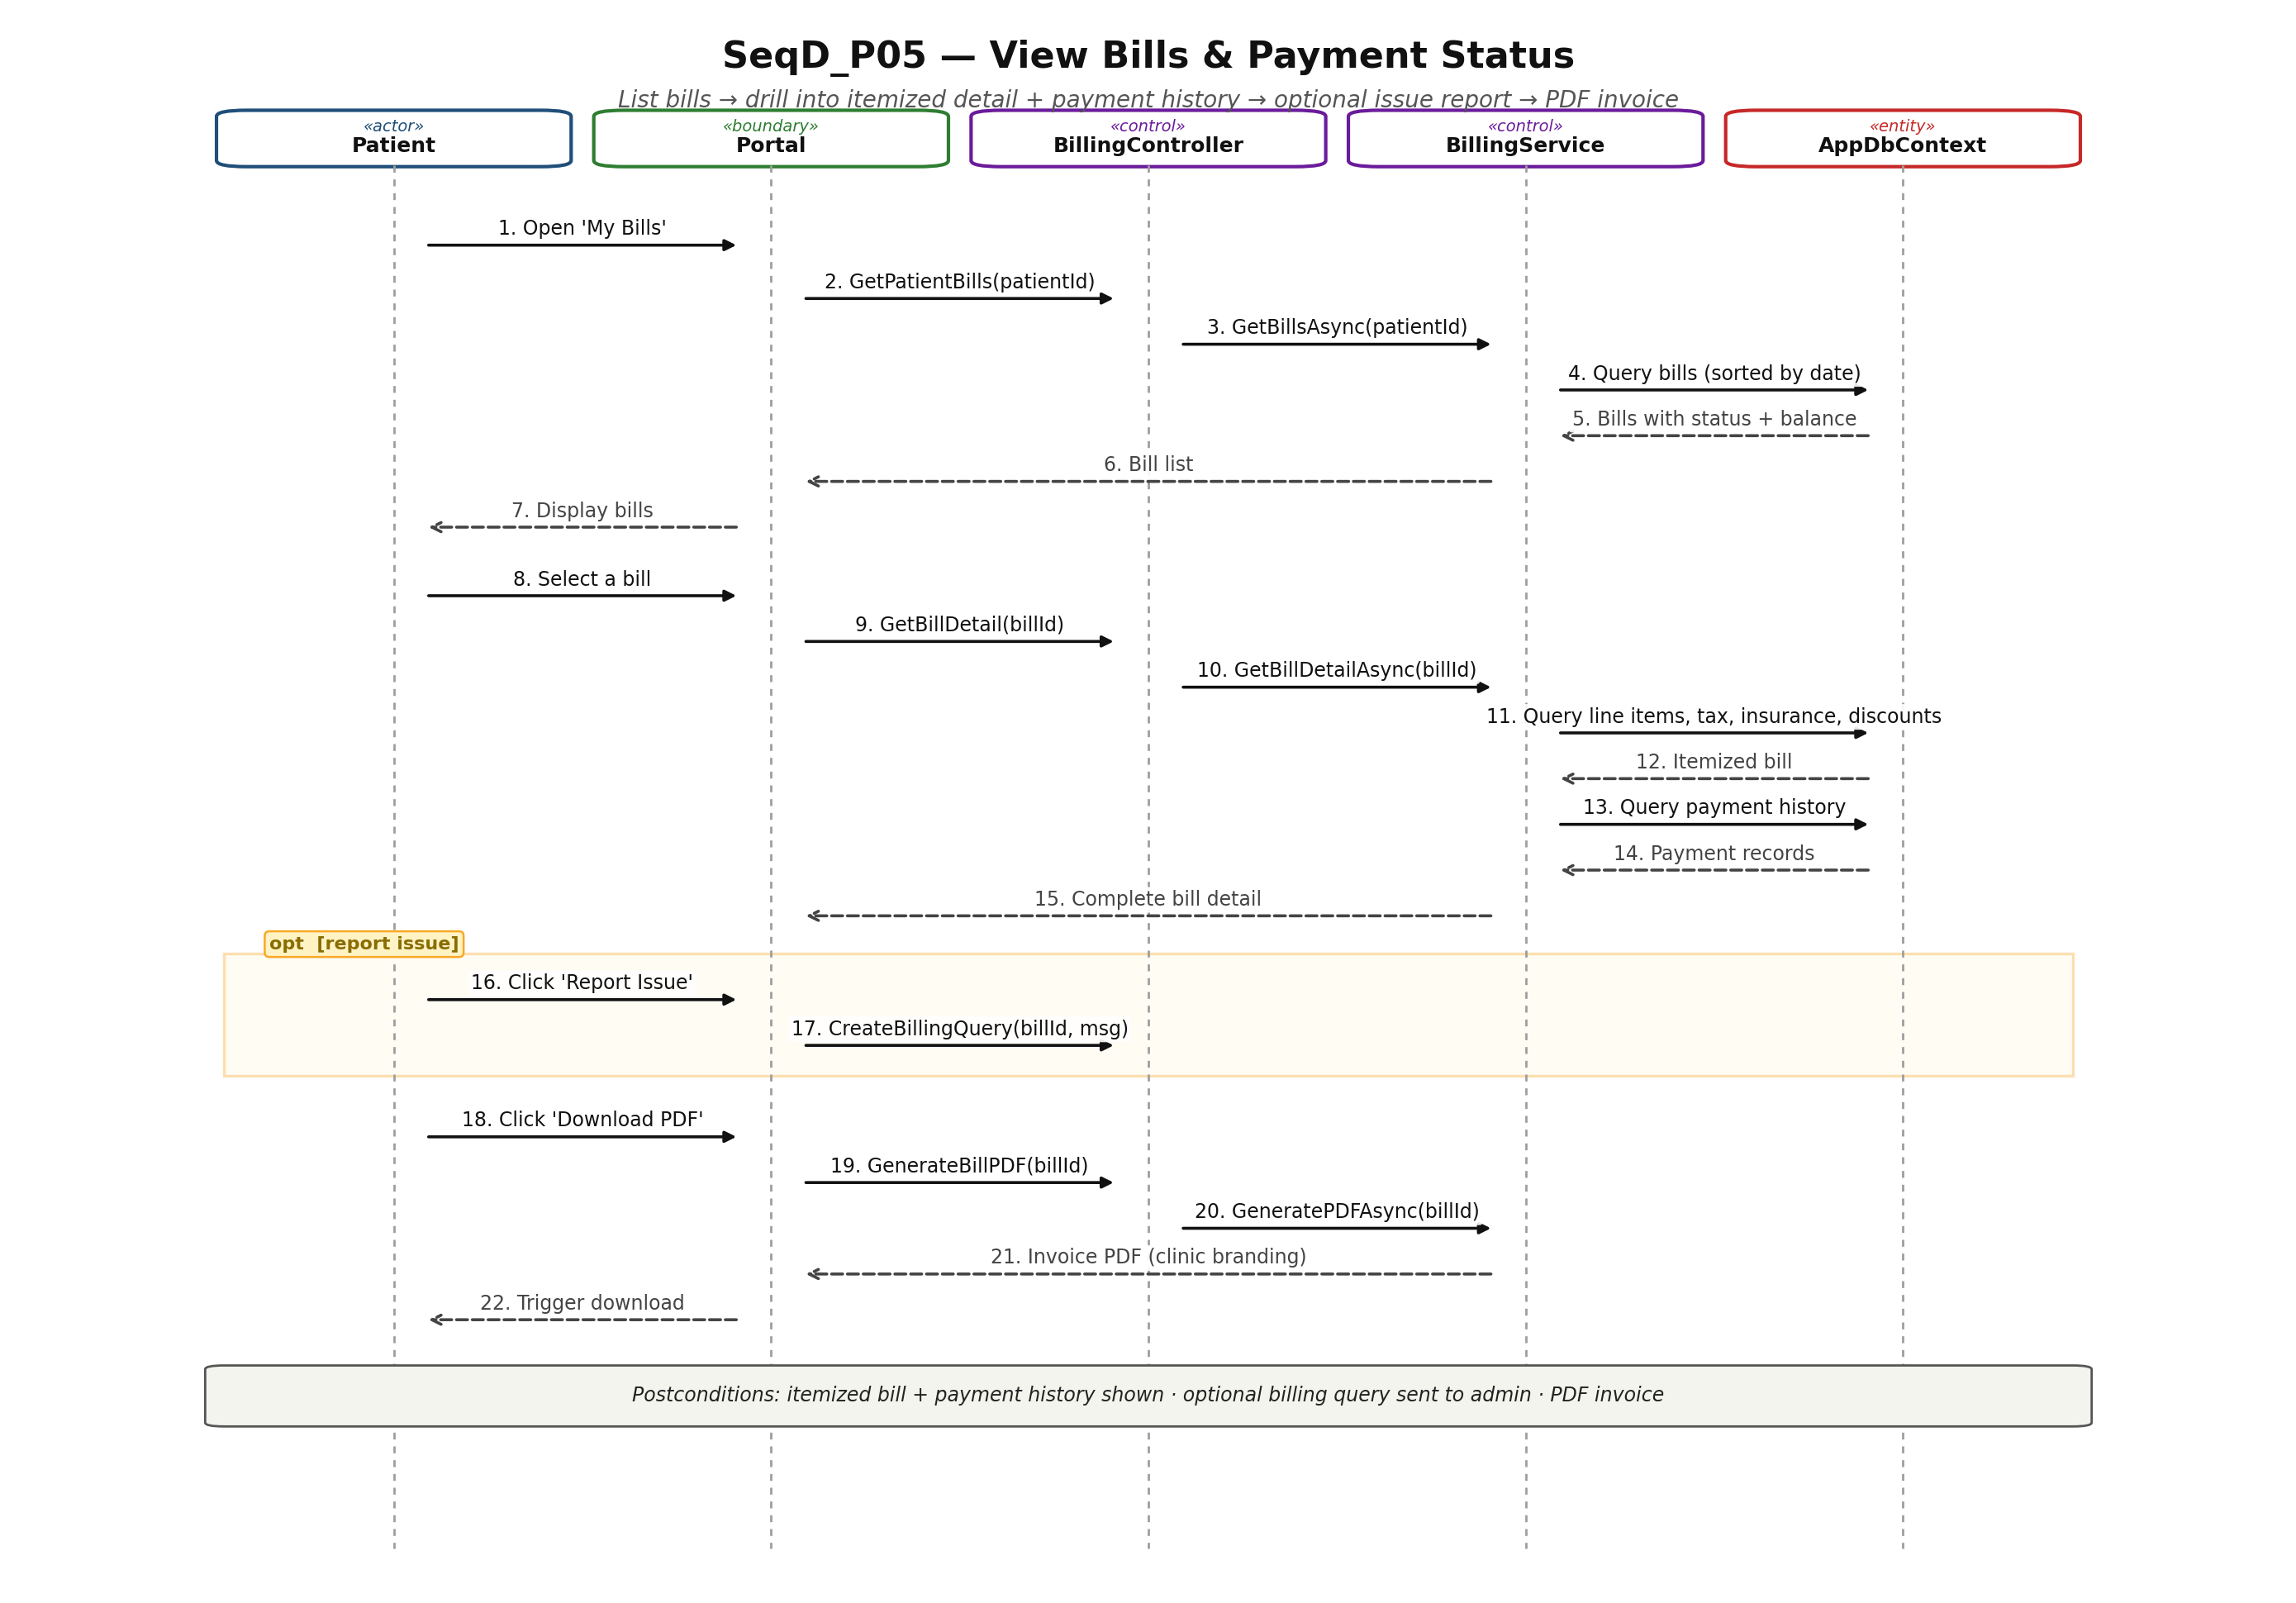 SeqD_P05 — View Bills & Payment Status
List bills → drill into itemized detail + payment history → optional issue report → PDF invoice
«actor»
Patient
«boundary»
Portal
«control»
BillingController
«control»
BillingService
«entity»
AppDbContext
1. Open 'My Bills'
2. GetPatientBills(patientId)
3. GetBillsAsync(patientId)
4. Query bills (sorted by date)
5. Bills with status + balance
6. Bill list
7. Display bills
8. Select a bill
9. GetBillDetail(billId)
10. GetBillDetailAsync(billId)
11. Query line items, tax, insurance, discounts
12. Itemized bill
13. Query payment history
14. Payment records
15. Complete bill detail
opt  [report issue]
16. Click 'Report Issue'
17. CreateBillingQuery(billId, msg)
18. Click 'Download PDF'
19. GenerateBillPDF(billId)
20. GeneratePDFAsync(billId)
21. Invoice PDF (clinic branding)
22. Trigger download
Postconditions: itemized bill + payment history shown · optional billing query sent to admin · PDF invoice